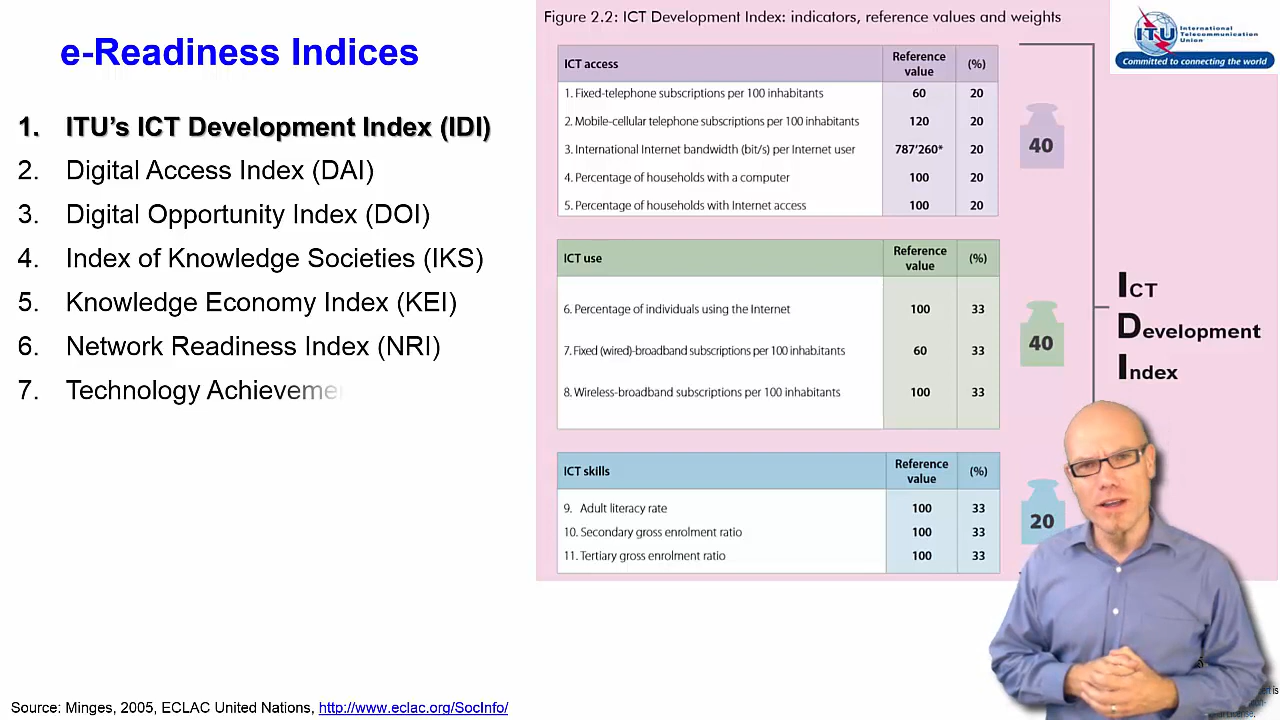 e-Readiness Indices
1. ITU's ICT Development Index (IDI)
2. Digital Access Index (DAI)
3. Digital Opportunity Index (DOI)
4. Index of Knowledge Societies (IKS)
5. Knowledge Economy Index (KEI)
6. Network Readiness Index (NRI)
7. Technology Achieveme
Source: Minges, 2005, ECLAC United Nations, http://www.eclac.org/SocInfo/
Figure 2.2: ICT Development Index: indicators, reference values and weights
ICT access Reference value (%)
1. Fixed-telephone subscriptions per 100 inhabitants 60 20
2. Mobile-cellular telephone subscriptions per 100 inhabitants 120 20
3. International Internet bandwidth (bit/s) per Internet user 787'260* 20
4. Percentage of households with a computer 100 20
5. Percentage of households with Internet access 100 20
40
ICT use Reference value (%)
6. Percentage of individuals using the Internet 100 33
7. Fixed (wired)-broadband subscriptions per 100 inhab.itants 60 33
8. Wireless-broadband subscriptions per 100 inhabitants 100 33
40
ICT skills Reference value (%)
9. Adult literacy rate 100 33
10. Secondary gross enrolment ratio 100 33
11. Tertiary gross enrolment ratio 100 33
20
ICT
Development
Index
ITU
International
Telecommunication
Union
Committed to connecting the world